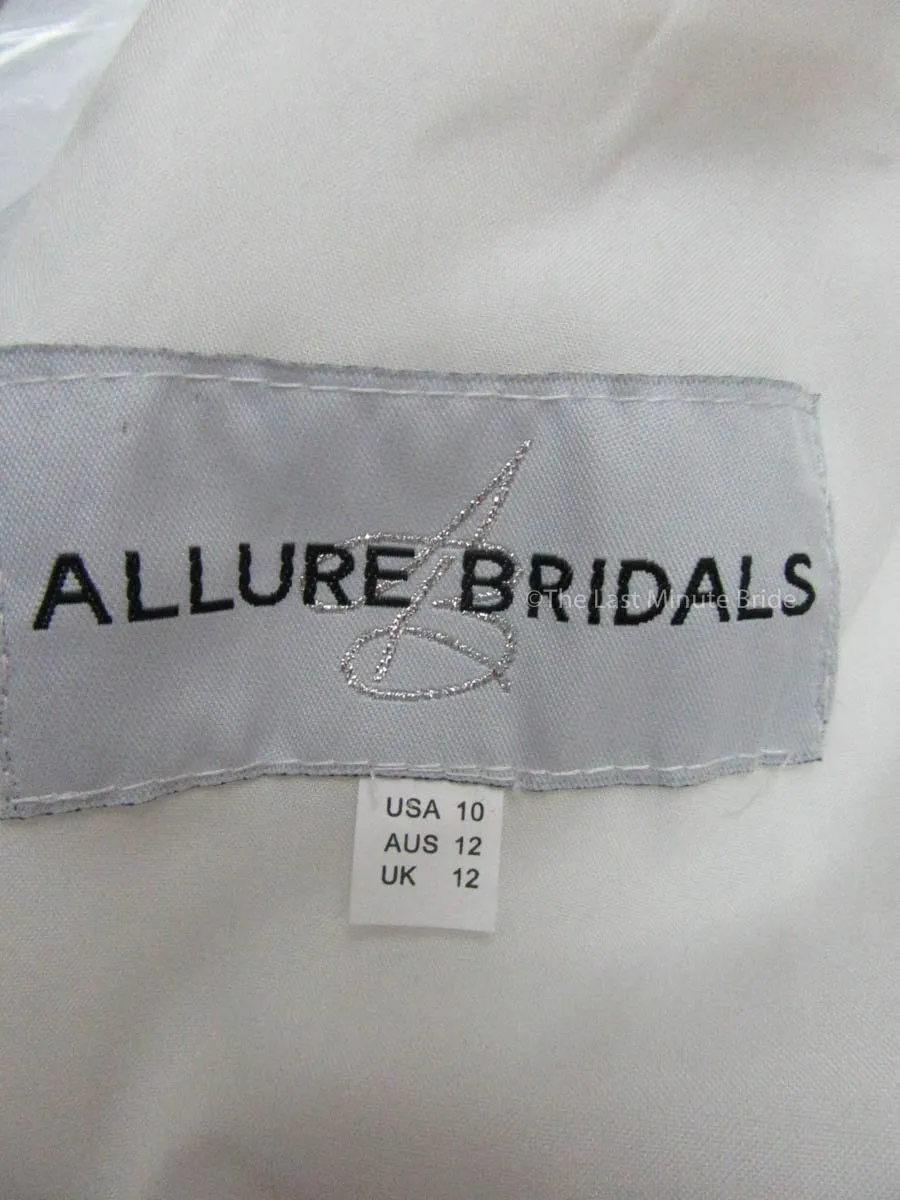 ALLURE BRIDALS
©The Last Minute Bride
USA 10
AUS 12
UK 12